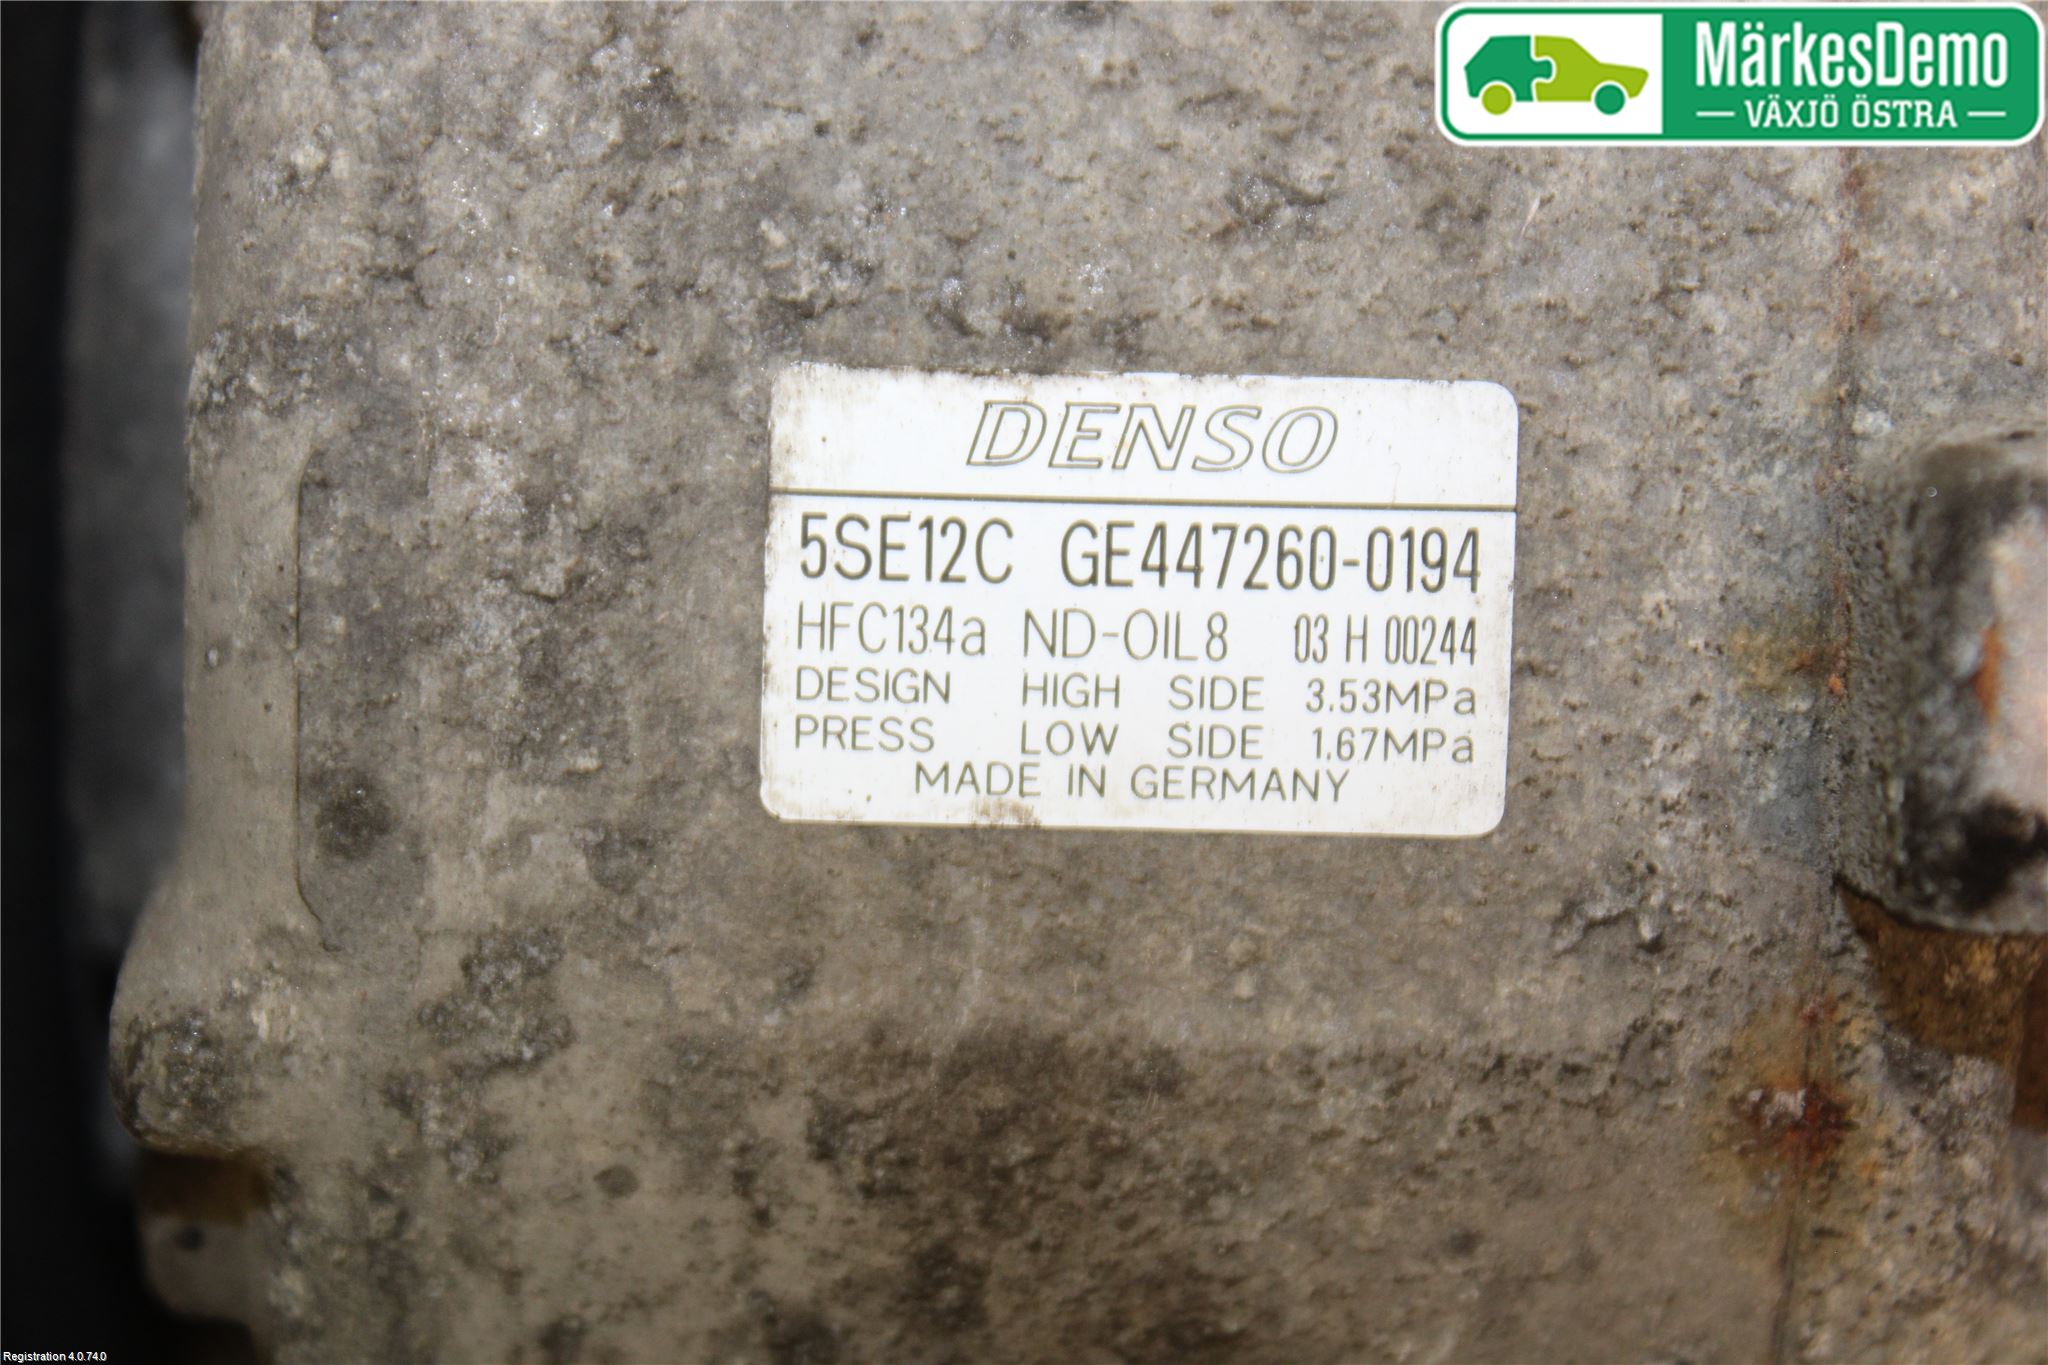 MärkesDemo
VÄXJÖ ÖSTRA
DENSO
5SE12C GE447260-0194
HFC134a ND-OIL8 03 H 00244
DESIGN HIGH SIDE 3.53MPa
PRESS LOW SIDE 1.67MPa
MADE IN GERMANY
Registration 4.0.74.0